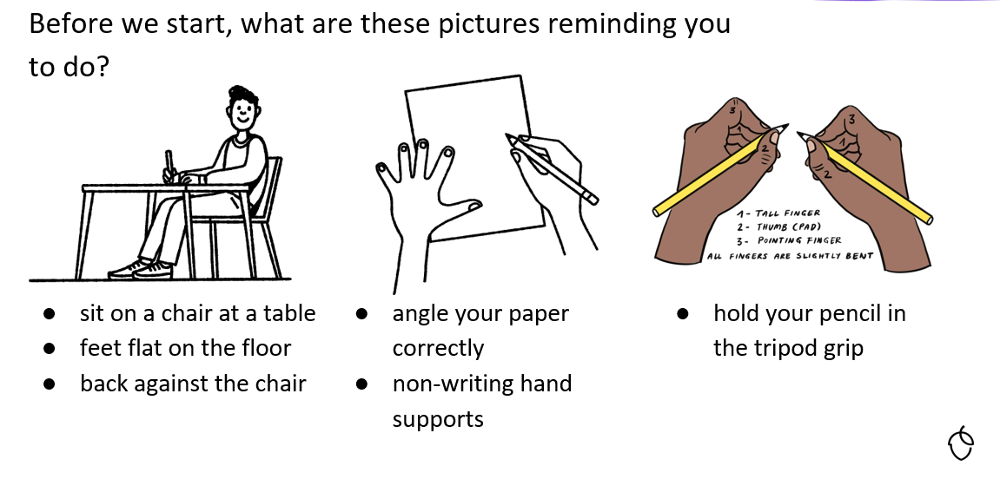 Before we start, what are these pictures reminding you
to do?
3
1
2
3
1
2
1- TALL FINGER
2- THUMB (PAD)
3- POINTING FINGER
ALL FINGERS ARE SLIGHTLY BENT
● sit on a chair at a table
● feet flat on the floor
● back against the chair
● angle your paper
correctly
● non-writing hand
supports
● hold your pencil in
the tripod grip